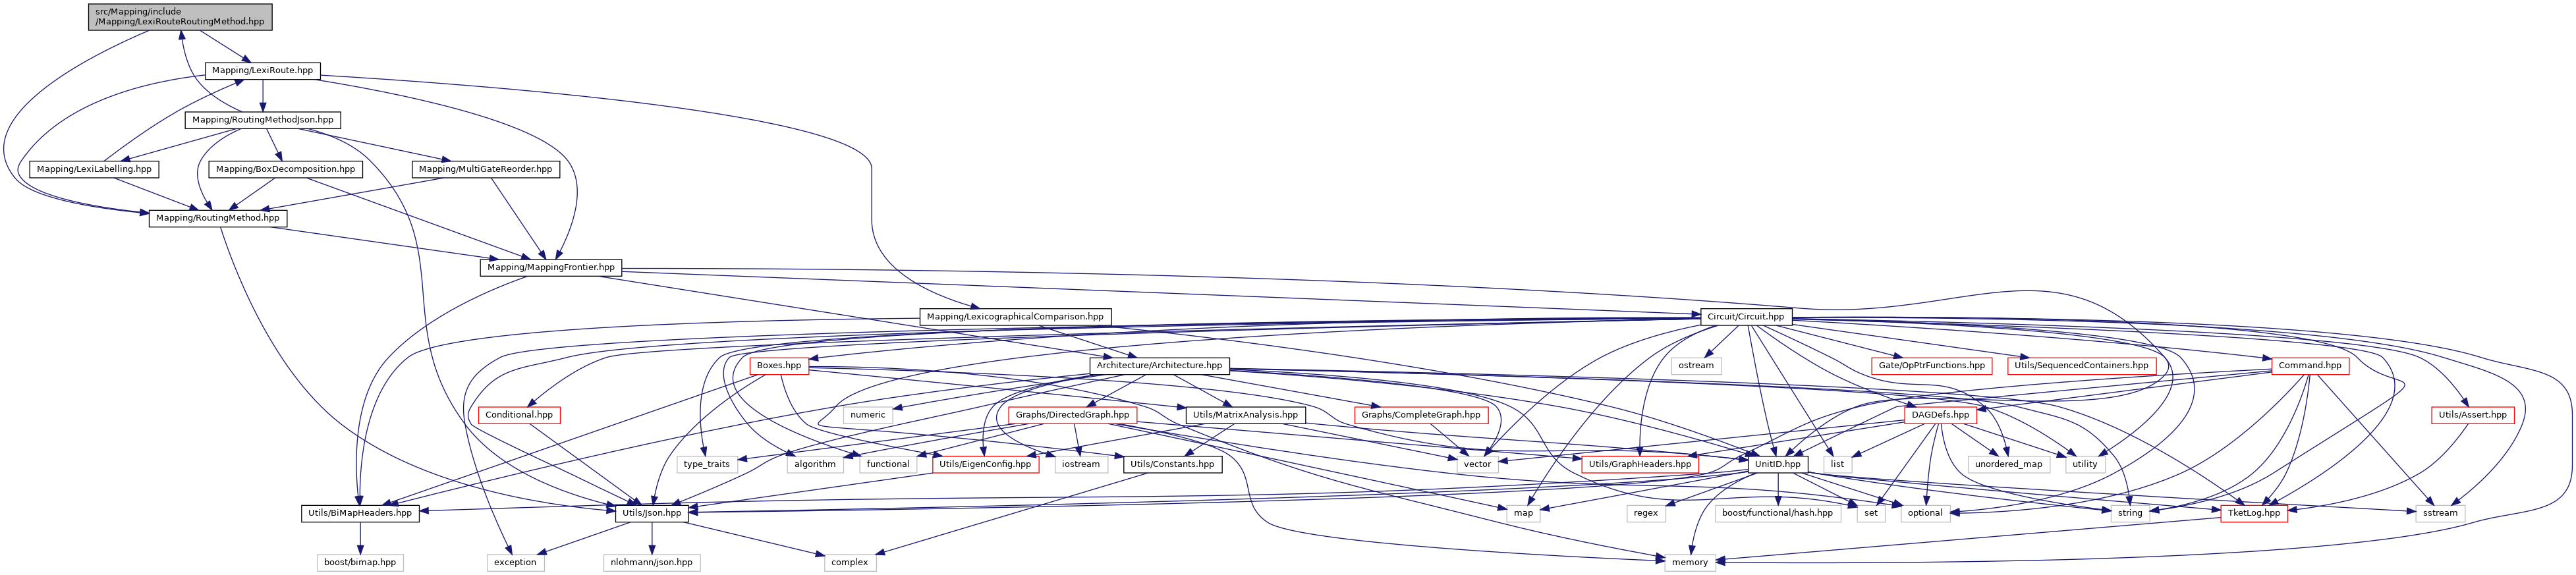 src/Mapping/include
/Mapping/LexiRouteRoutingMethod.hpp
Mapping/LexiRoute.hpp
Mapping/RoutingMethodJson.hpp
Mapping/LexiLabelling.hpp
Mapping/BoxDecomposition.hpp
Mapping/MultiGateReorder.hpp
Mapping/RoutingMethod.hpp
Mapping/MappingFrontier.hpp
Mapping/LexicographicalComparison.hpp
Circuit/Circuit.hpp
Boxes.hpp
Architecture/Architecture.hpp
ostream
Gate/OpPtrFunctions.hpp
Utils/SequencedContainers.hpp
Command.hpp
Conditional.hpp
numeric
Graphs/DirectedGraph.hpp
Utils/MatrixAnalysis.hpp
Graphs/CompleteGraph.hpp
DAGDefs.hpp
Utils/Assert.hpp
type_traits
algorithm
functional
Utils/EigenConfig.hpp
iostream
Utils/Constants.hpp
vector
Utils/GraphHeaders.hpp
UnitID.hpp
list
unordered_map
utility
Utils/BiMapHeaders.hpp
Utils/Json.hpp
map
regex
boost/functional/hash.hpp
set
optional
string
TketLog.hpp
sstream
boost/bimap.hpp
exception
nlohmann/json.hpp
complex
memory